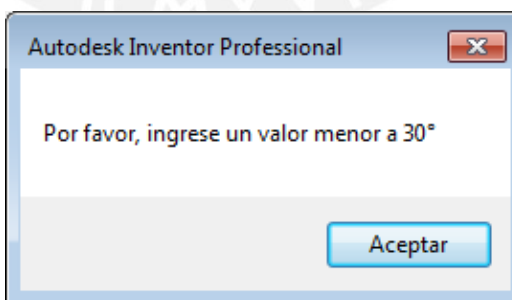 Autodesk Inventor Professional
Por favor, ingrese un valor menor a 30°
Aceptar